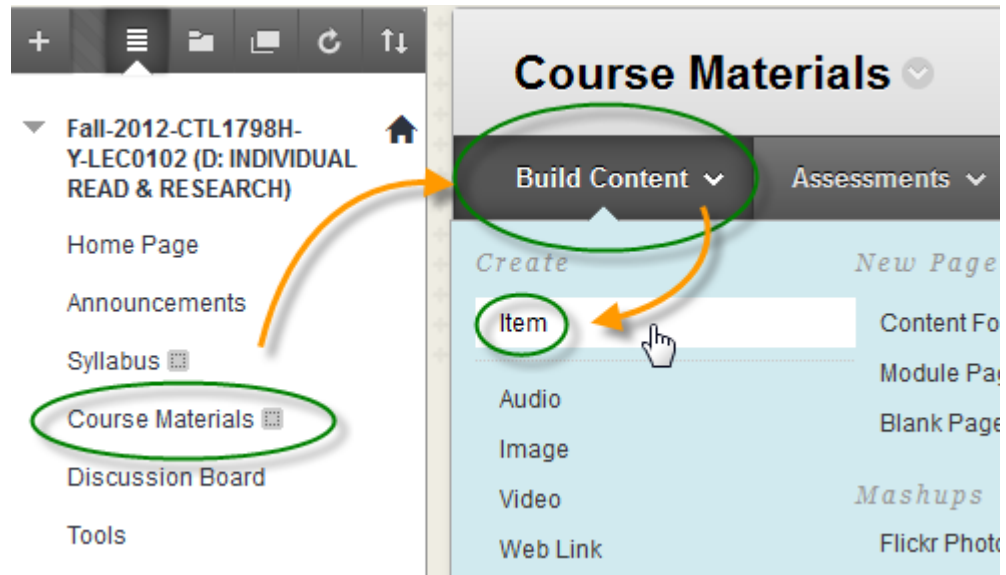 Fall-2012-CTL1798H-
Y-LEC0102 (D: INDIVIDUAL
READ & RESEARCH)
Home Page
Announcements
Syllabus
Course Materials
Discussion Board
Tools
Course Materials
Build Content
Assessments
Create
Item
Audio
Image
Video
Web Link
New Page
Content Fo
Module Pag
Blank Page
Mashups
Flickr Photo